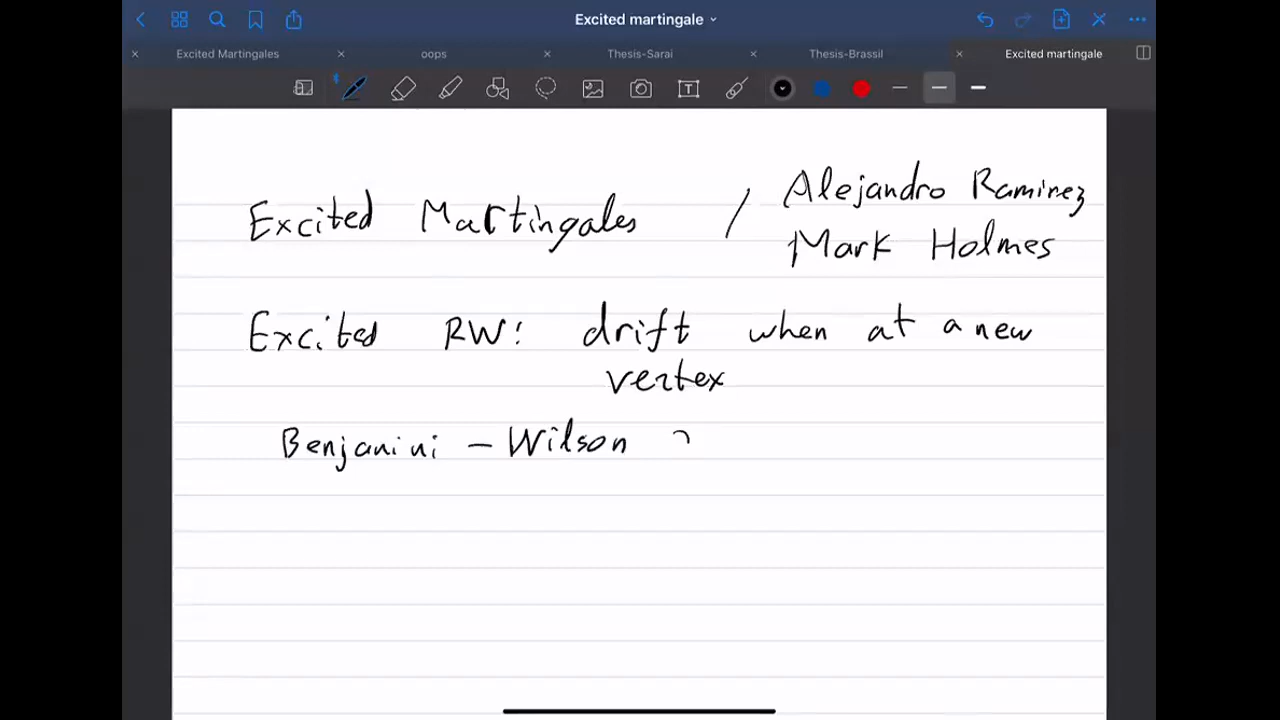 Excited martingale
Excited Martingales
oops
Thesis-Sarai
Thesis-Brassil
Excited martingale
Excited Martingales / Alejandro Ramirez
Mark Holmes
Excited RW: drift when at a new
vertex
Benjamini - Wilson